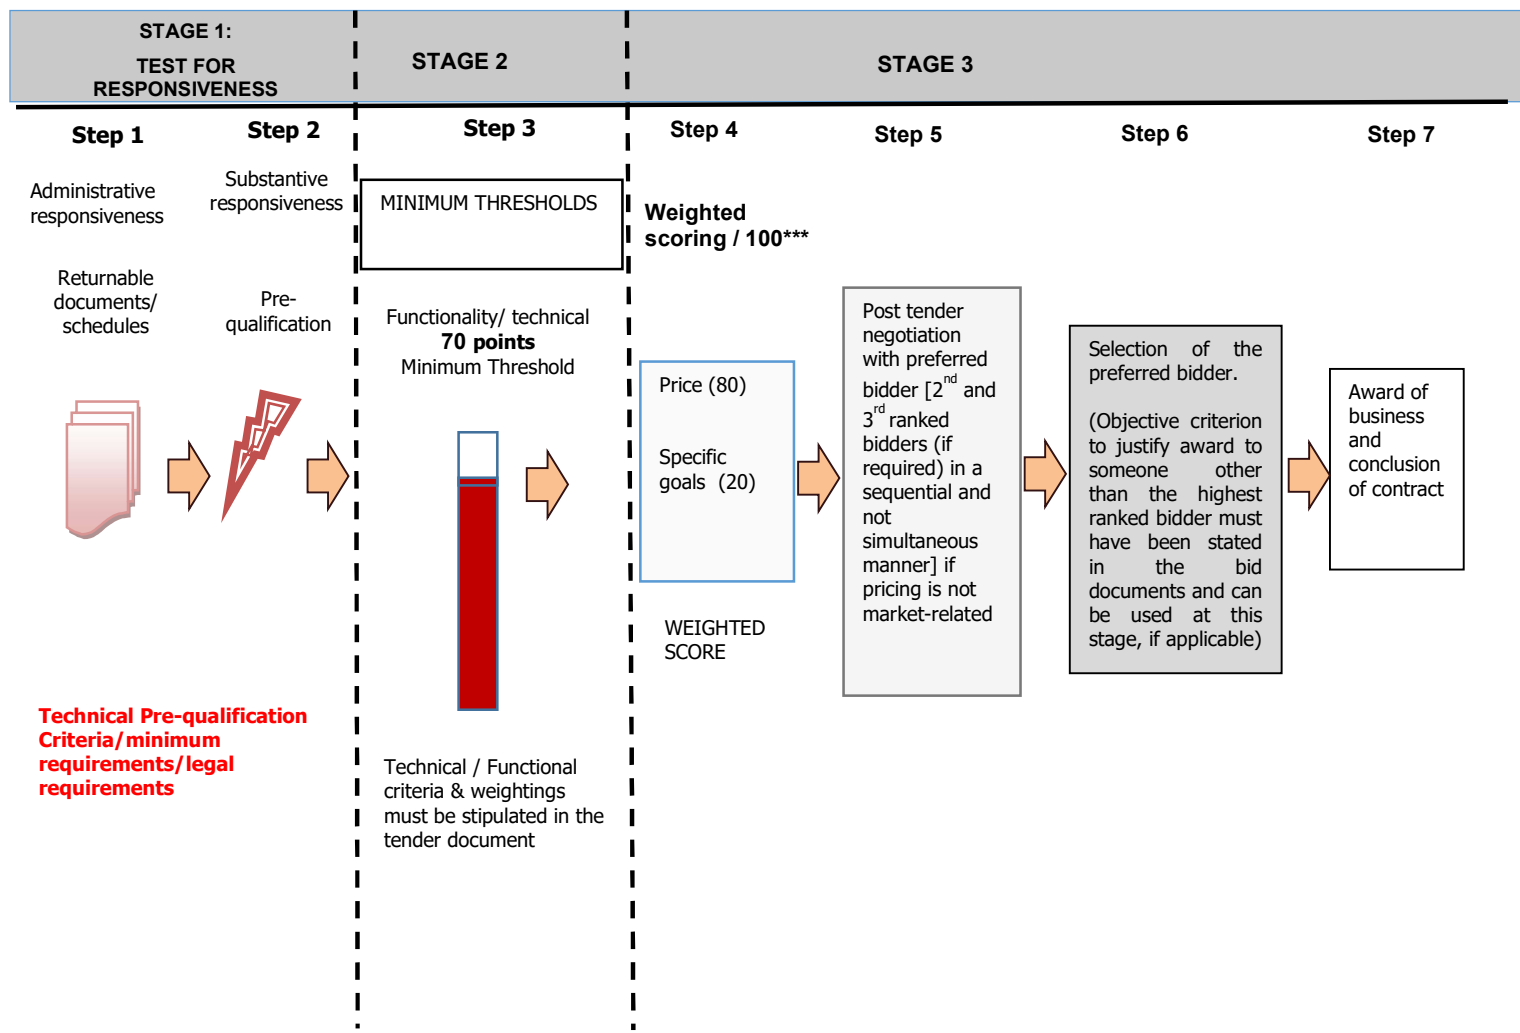 STAGE 1:
TEST FOR
RESPONSIVENESS
STAGE 2
STAGE 3
Step 1
Step 2
Step 3
Step 4
Step 5
Step 6
Step 7
Administrative
responsiveness
Substantive
responsiveness
MINIMUM THRESHOLDS
Weighted
scoring / 100***
Returnable
documents/
schedules
Pre-
qualification
Functionality/ technical
70 points
Minimum Threshold
Price (80)
Specific
goals (20)
WEIGHTED
SCORE
Post tender
negotiation
with preferred
bidder [2nd and
3rd ranked
bidders (if
required) in a
sequential and
not
simultaneous
manner] if
pricing is not
market-related
Selection of the
preferred bidder.
(Objective criterion
to justify award to
someone other
than the highest
ranked bidder must
have been stated
in the bid
documents and can
be used at this
stage, if applicable)
Award of
business and
conclusion
of contract
Technical Pre-qualification
Criteria/minimum
requirements/legal
requirements
Technical / Functional
criteria & weightings
must be stipulated in the
tender document